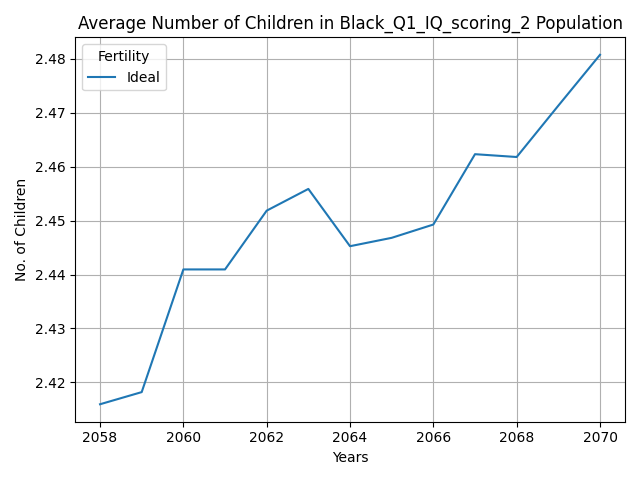 Average Number of Children in Black_Q1_IQ_scoring_2 Population
Fertility
Ideal
No. of Children
2.48
2.47
2.46
2.45
2.44
2.43
2.42
2058 2060 2062 2064 2066 2068 2070
Years